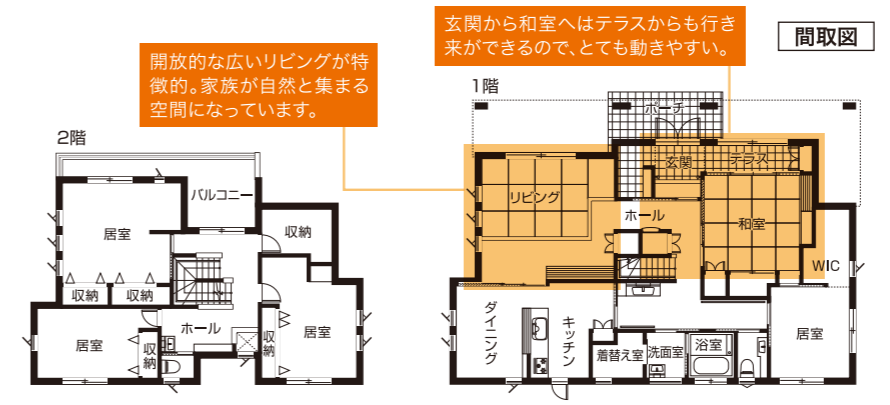 玄関から和室へはテラスからも行き
来ができるので、とても動きやすい。
間取図
開放的な広いリビングが特
徴的。家族が自然と集まる
空間になっています。
2階
バルコニー
居室
収納
収納
収納
居室
収納
ホール
収納
居室
1階
ポーチ
玄関
テラス
リビング
ホール
和室
WIC
ダイニング
キッチン
着替え室
洗面室
浴室
居室